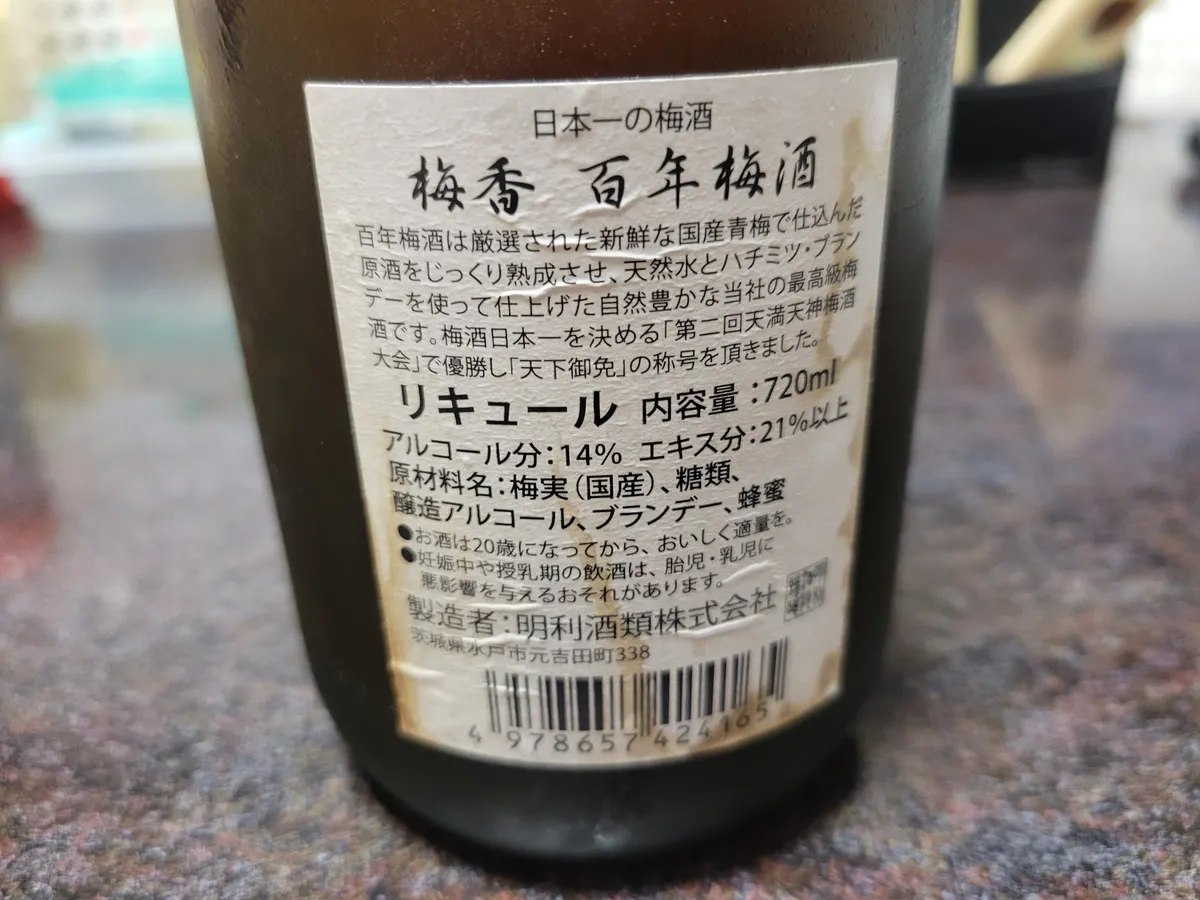 日本一の梅酒
梅香 百年梅酒
百年梅酒は厳選された新鮮な国産青梅で仕込んだ
原酒をじっくり熟成させ、天然水とハチミツ・ブラン
デーを使って仕上げた自然豊かな当社の最高級梅
酒です。梅酒日本一を決める「第二回天満天神梅酒
大会」で優勝し「天下御免」の称号を頂きました。
リキュール 内容量：720ml
アルコール分：14% エキス分：21%以上
原材料名：梅実（国産）、糖類、
醸造アルコール、ブランデー、蜂蜜
●お酒は20歳になってから、おいしく適量を。
●妊娠中や授乳期の飲酒は、胎児・乳児に
悪影響を与えるおそれがあります。
製造者：明利酒類株式会社
茨城県水戸市元吉田町338
4 978657 424165